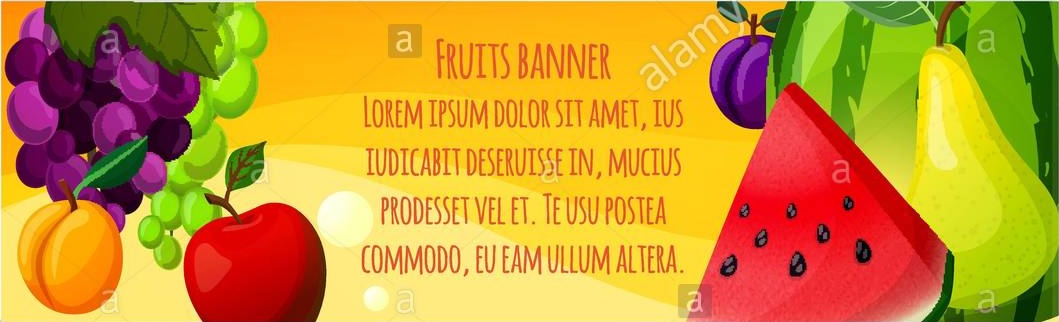 FRUITS BANNER
LOREM IPSUM DOLOR SIT AMET, IUS
IUDICABIT DESERUISSE IN, MUCIUS
PRODESSET VEL ET. TE USU POSTEA
COMMODO, EU EAM ULLUM ALTERA.
alamy
a
a
a
a
a
a
a
a
a